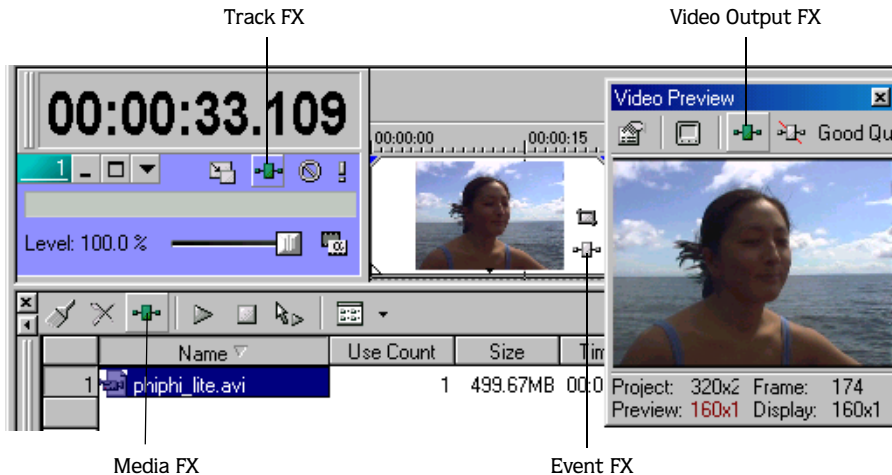 Track FX
Video Output FX
00:00:33.109
00:00:00
00:00:15
Video Preview
Good Qu
1
Level: 100.0 %
Name
Use Count
Size
Tim
1 phiphi_lite.avi 1 499.67MB 00:0
Project: 320x2 Frame: 174
Preview: 160x1 Display: 160x1
Media FX
Event FX